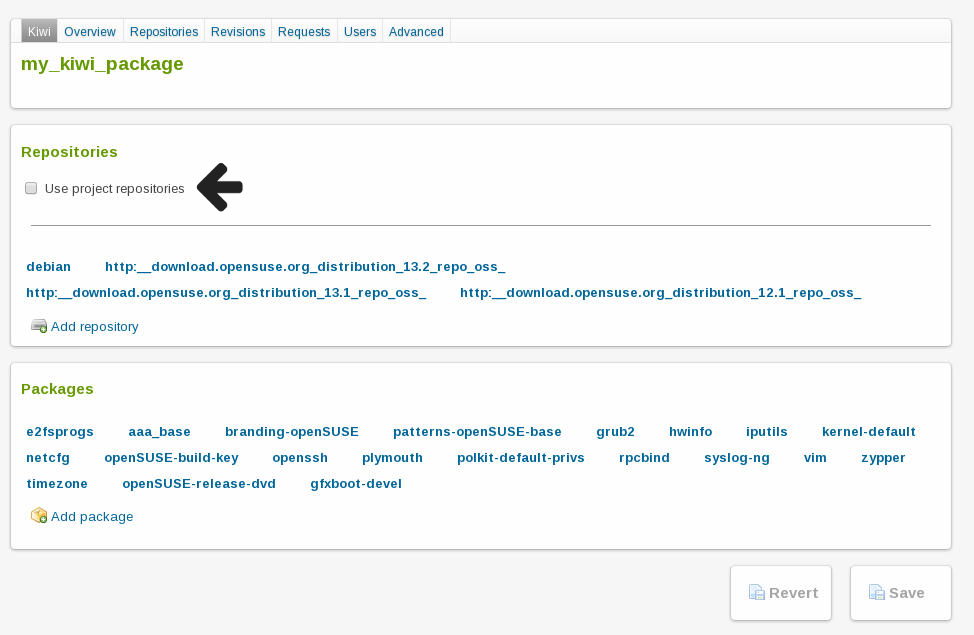 Kiwi Overview Repositories Revisions Requests Users Advanced
my_kiwi_package
Repositories
Use project repositories
debian http:__download.opensuse.org_distribution_13.2_repo_oss_
http:__download.opensuse.org_distribution_13.1_repo_oss_ http:__download.opensuse.org_distribution_12.1_repo_oss_
Add repository
Packages
e2fsprogs aaa_base branding-openSUSE patterns-openSUSE-base grub2 hwinfo iputils kernel-default
netcfg openSUSE-build-key openssh plymouth polkit-default-privs rpcbind syslog-ng vim zypper
timezone openSUSE-release-dvd gfxboot-devel
Add package
Revert Save